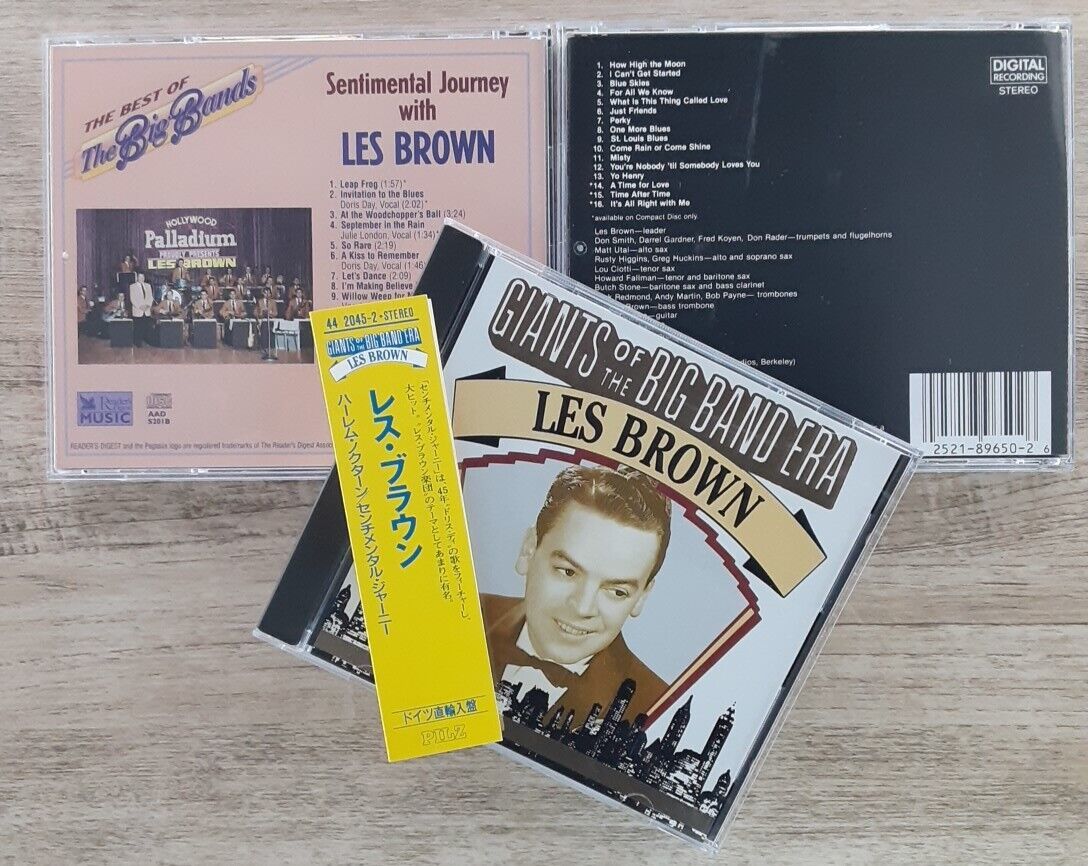 THE BEST OF
The Big Bands
Sentimental Journey
with
LES BROWN
1. Leap Frog (1:57)*
2. Invitation to the Blues
Doris Day, Vocal (2:02)*
3. At the Woodchopper's Ball (3:24)
4. September in the Rain
Julie London, Vocal (1:34)*
5. So Rare (2:19)
6. A Kiss to Remember
Doris Day, Vocal (1:46)
7. Let's Dance (2:09)
8. I'm Making Believe
9. Willow Weep for
HOLLYWOOD
Palladium
PROUDLY PRESENTS
LES BROWN
Reader's Digest
MUSIC
AAD
S201B
READER'S DIGEST and the Pegasus logo are registered trademarks of The Reader's Digest
1. How High the Moon
2. I Can't Get Started
3. Blue Skies
4. For All We Know
5. What Is This Thing Called Love
6. Just Friends
7. Perky
8. One More Blues
9. St. Louis Blues
10. Come Rain or Come Shine
11. Misty
12. You're Nobody 'til Somebody Loves You
13. Yo Henry
*14. A Time for Love
*15. Time After Time
*16. It's All Right with Me
*available on Compact Disc only.
Les Brown—leader
Don Smith, Darrel Gardner, Fred Koyen, Don Rader—trumpets and flugelhorns
Matt Utal—alto sax
Rusty Higgins, Greg Huckins—alto and soprano sax
Lou Ciotti—tenor sax
Howard Fallman—tenor and baritone sax
Butch Stone—baritone sax and bass clarinet
Redmond, Andy Martin, Bob Payne—trombones
Brown—bass trombone
guitar
Berkeley)
DIGITAL
RECORDING
STEREO
2521-89650-2 6
44 2045-2・STEREO
GIANTS OF THE BIG BAND ERA
LES BROWN
レス・ブラウン
ハーレム・ノクターン/センチメンタル・ジャーニー
「センチメンタル・ジャーニー」は、45年、ドリス・デイの歌をフィーチャーし、
大ヒット。“レス・ブラウン楽団”のテーマとしてあまりに有名。
ドイツ直輸入盤
PILZ
GIANTS OF THE BIG BAND ERA
LES BROWN